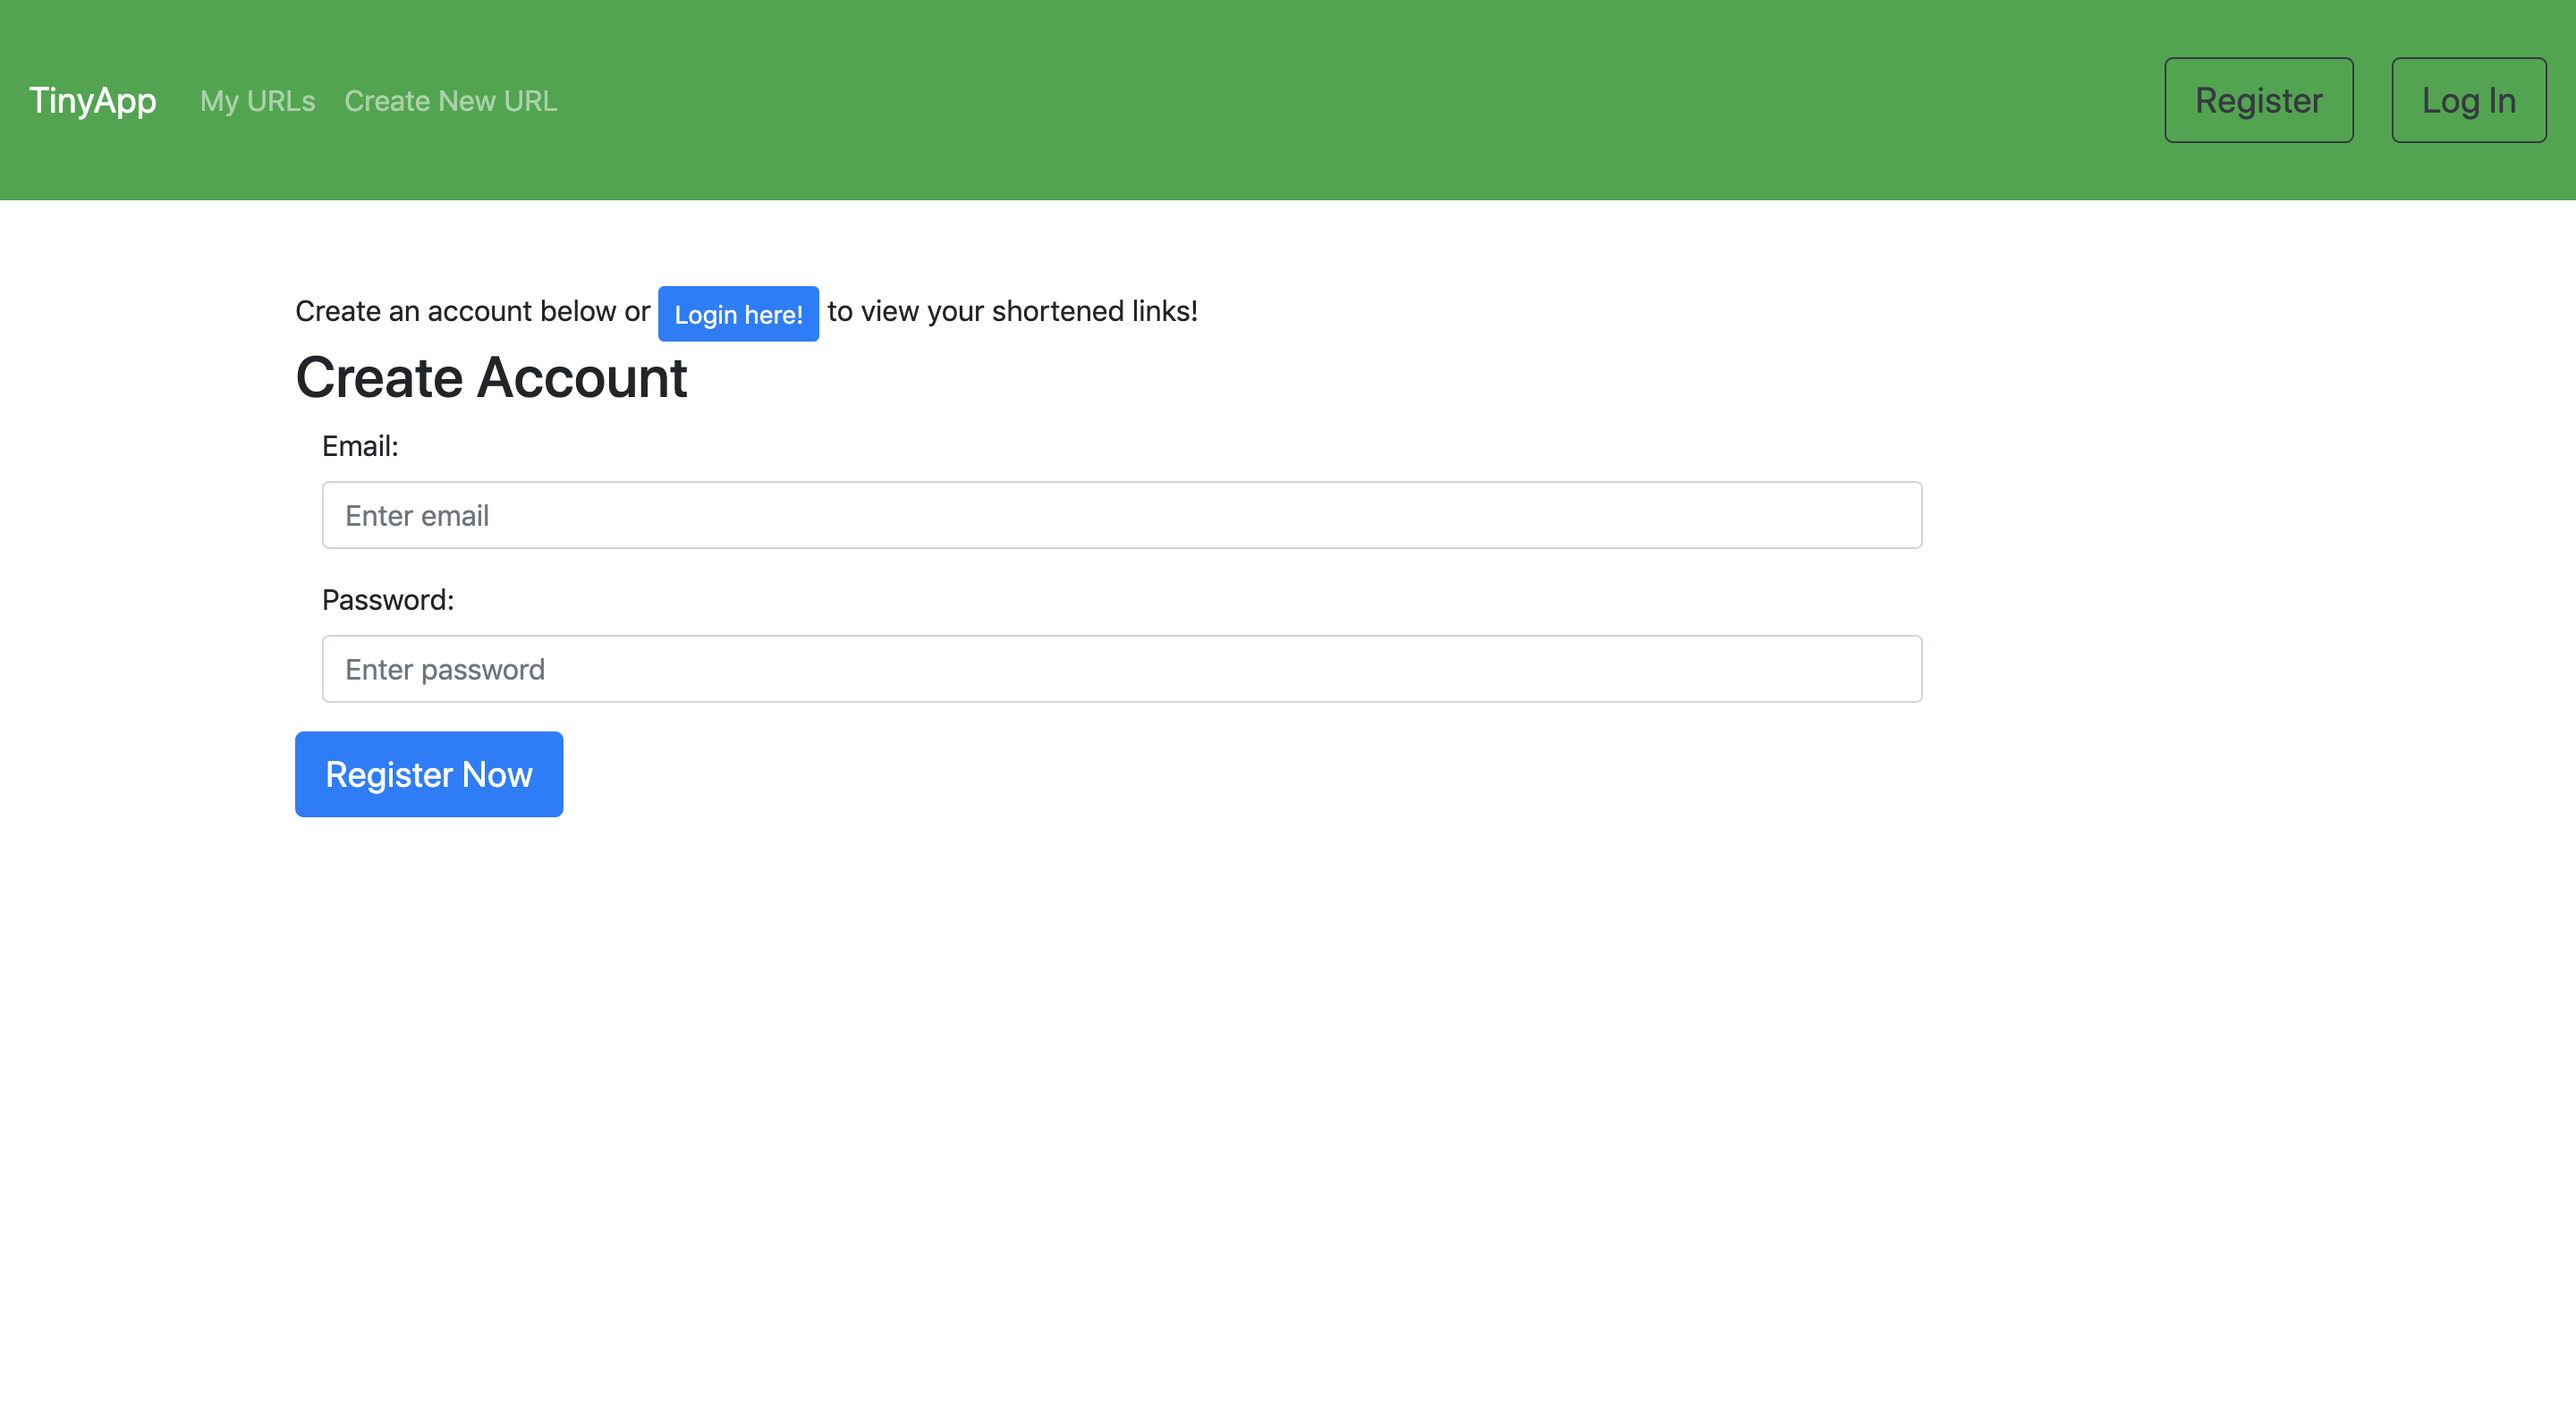 TinyApp My URLs Create New URL Register Log In
Create an account below or Login here! to view your shortened links!
Create Account
Email:
Enter email
Password:
Enter password
Register Now